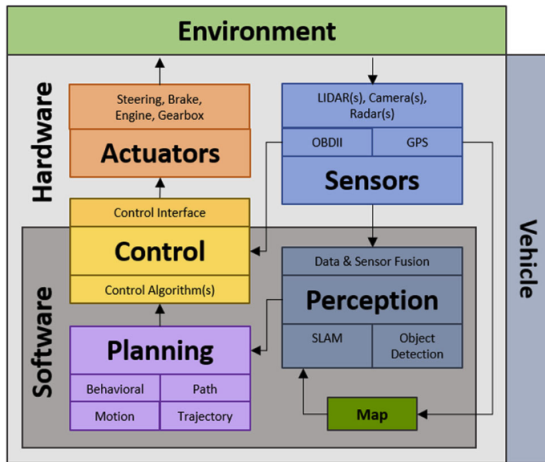 Environment
Hardware
Steering, Brake,
Engine, Gearbox
Actuators
LIDAR(s), Camera(s),
Radar(s)
OBDII
GPS
Sensors
Vehicle
Control Interface
Control
Control Algorithm(s)
Software
Data & Sensor Fusion
Perception
SLAM
Object
Detection
Planning
Behavioral
Path
Motion
Trajectory
Map